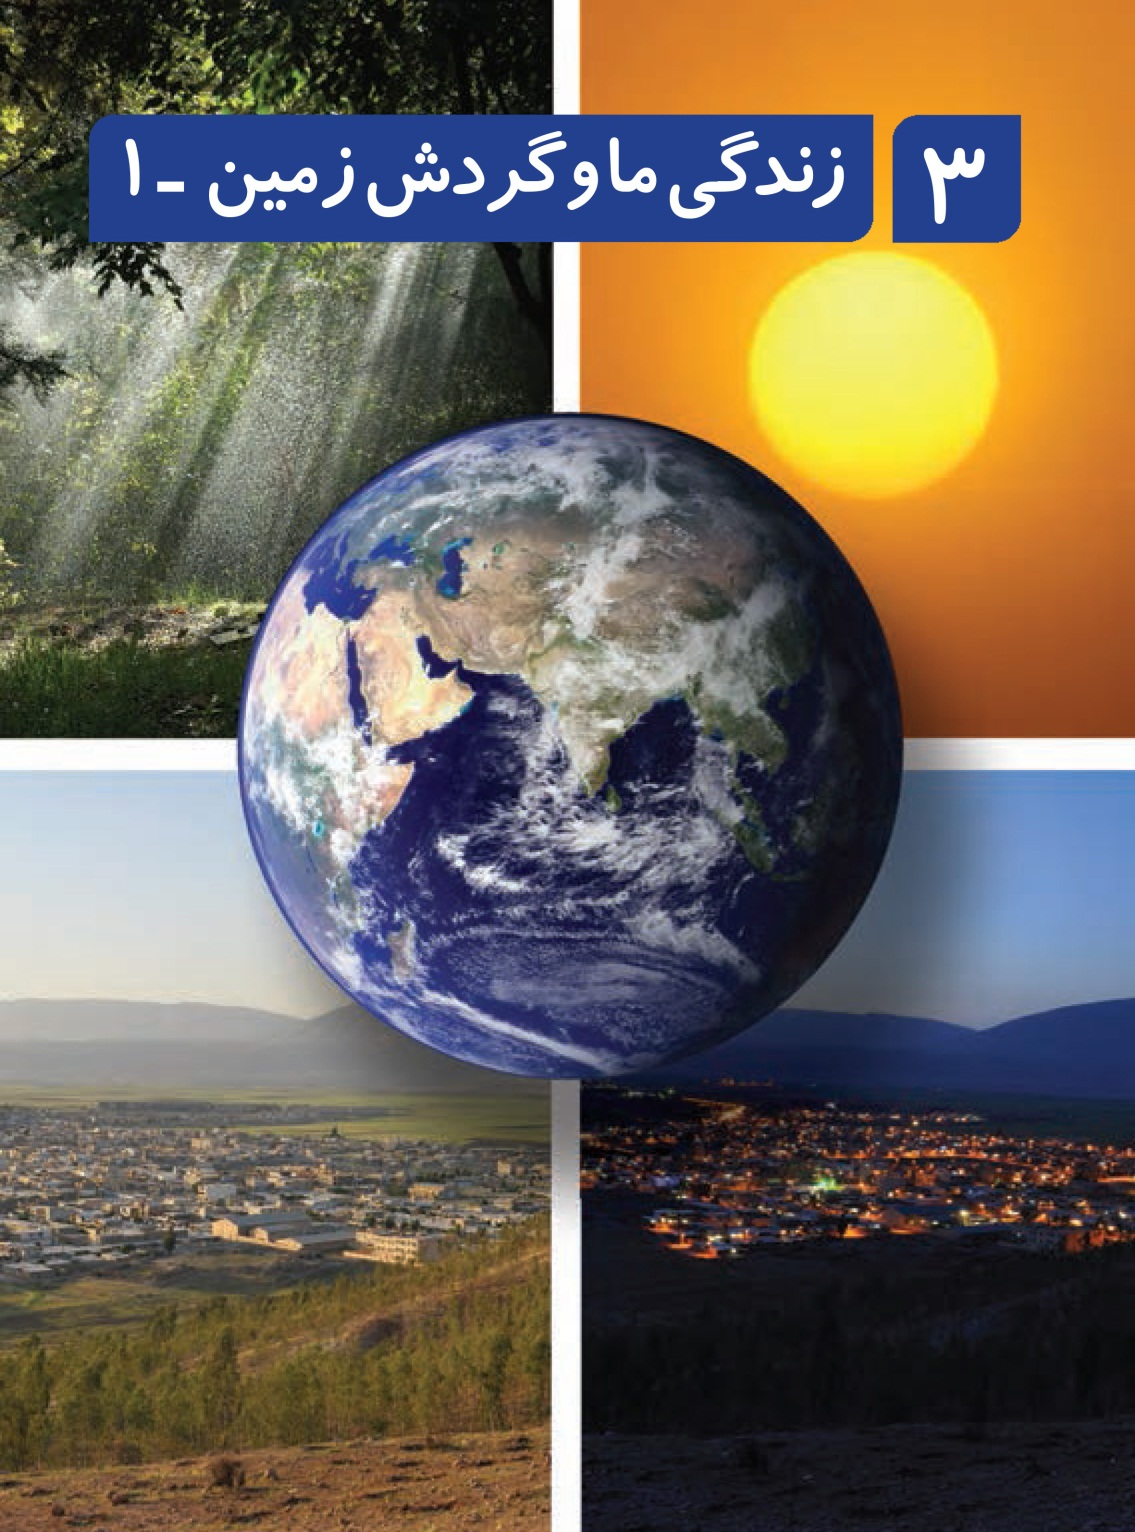 ۳ زندگی ما و گردش زمین ـ ۱